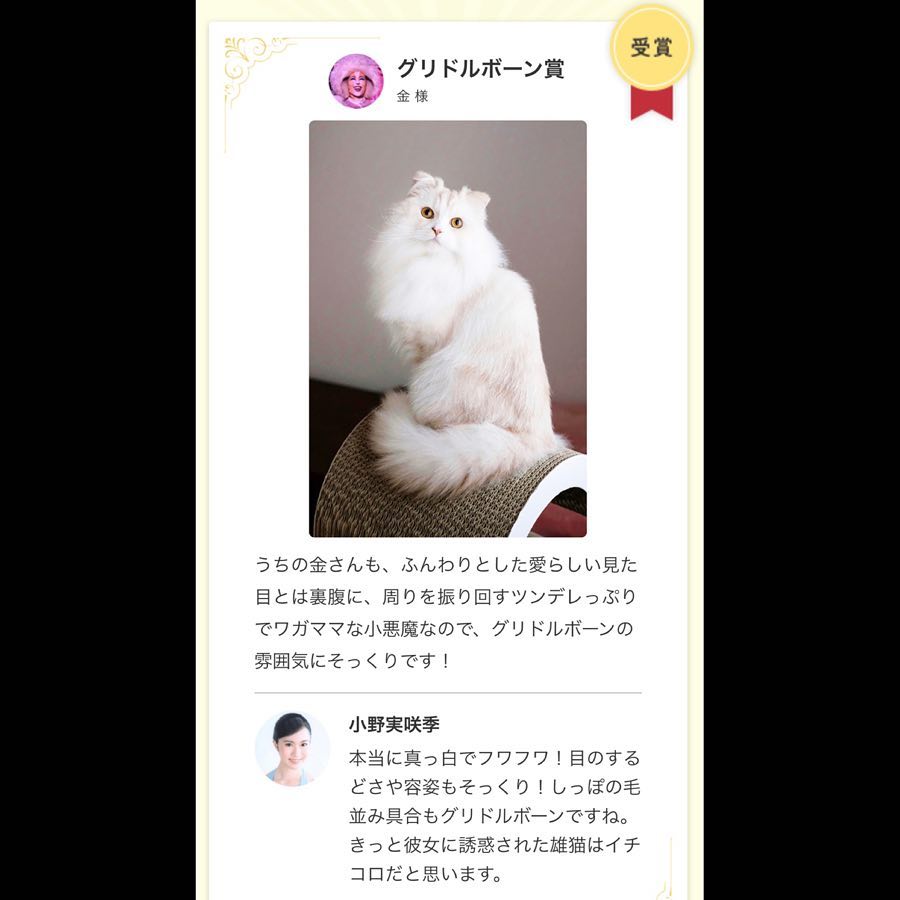 受賞
グリドルボーン賞
金 様
うちの金さんも、ふんわりとした愛らしい見た
目とは裏腹に、周りを振り回すツンデレっぷり
でワガママな小悪魔なので、グリドルボーンの
雰囲気にそっくりです！
小野実咲季
本当に真っ白でフワフワ！目のする
どさや容姿もそっくり！しっぽの毛
並み具合もグリドルボーンですね。
きっと彼女に誘惑された雄猫はイチ
コロだと思います。